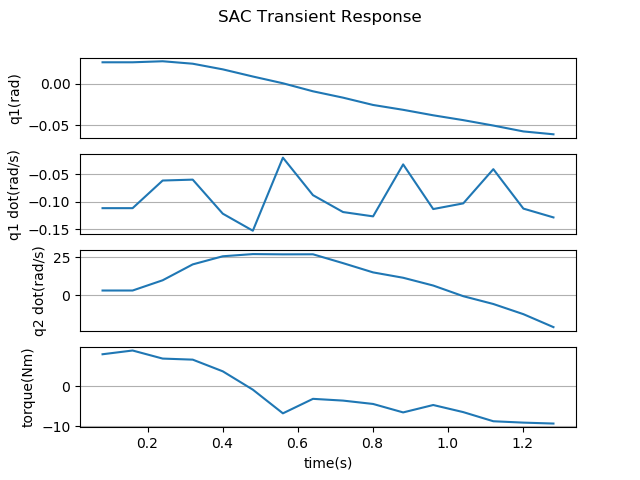 SAC Transient Response
q1(rad)
0.00
−0.05
q1 dot(rad/s)
−0.05
−0.10
−0.15
q2 dot(rad/s)
25
0
torque(Nm)
0
−10
0.2 0.4 0.6 0.8 1.0 1.2
time(s)